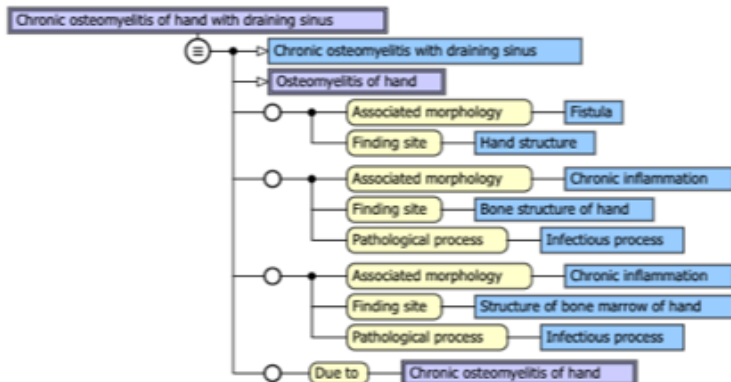 Chronic osteomyelitis of hand with draining sinus
Chronic osteomyelitis with draining sinus
Osteomyelitis of hand
Associated morphology Fistula
Finding site Hand structure
Associated morphology Chronic inflammation
Finding site Bone structure of hand
Pathological process Infectious process
Associated morphology Chronic inflammation
Finding site Structure of bone marrow of hand
Pathological process Infectious process
Due to Chronic osteomyelitis of hand